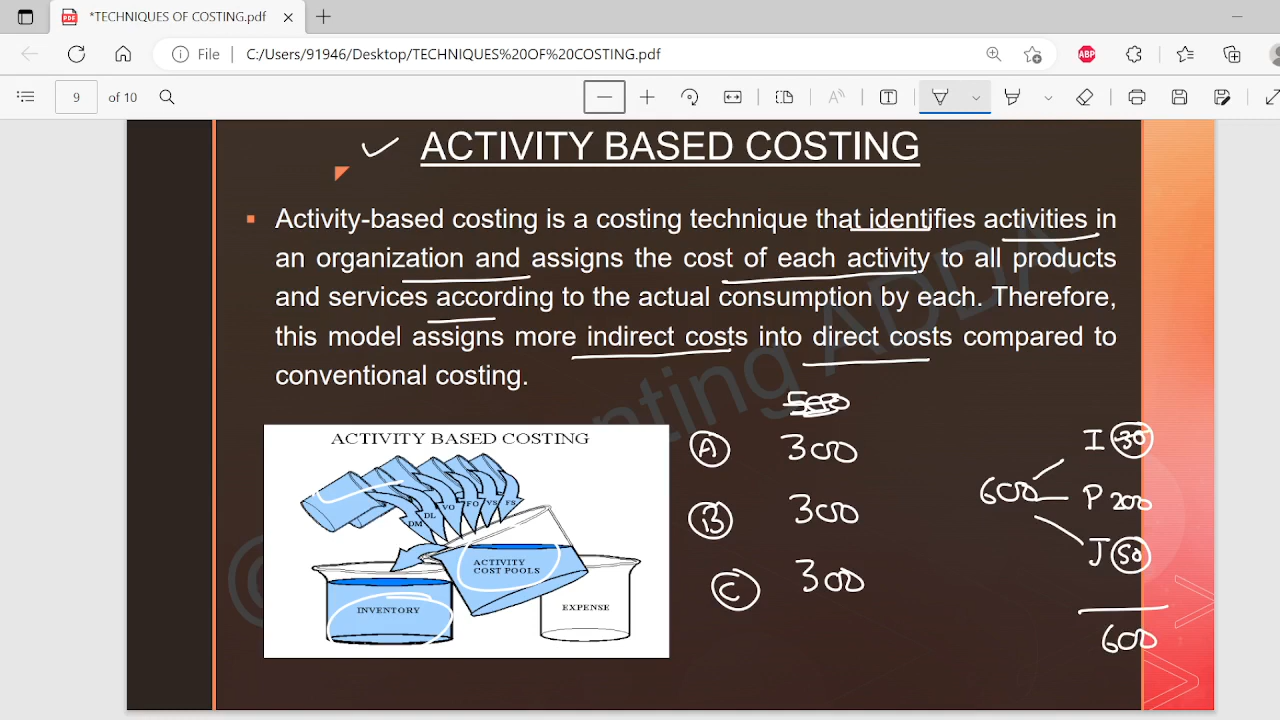 *TECHNIQUES OF COSTING.pdf
File | C:/Users/91946/Desktop/TECHNIQUES%20OF%20COSTING.pdf
ABP
9 of 10
ACTIVITY BASED COSTING
Activity-based costing is a costing technique that identifies activities in
an organization and assigns the cost of each activity to all products
and services according to the actual consumption by each. Therefore,
this model assigns more indirect costs into direct costs compared to
conventional costing.
ACTIVITY BASED COSTING
DM DL VO FO YS FS
ACTIVITY
COST POOLS
INVENTORY
EXPENSE
500
A 300
B 300
C 300
600
I
P 200
J 50
600